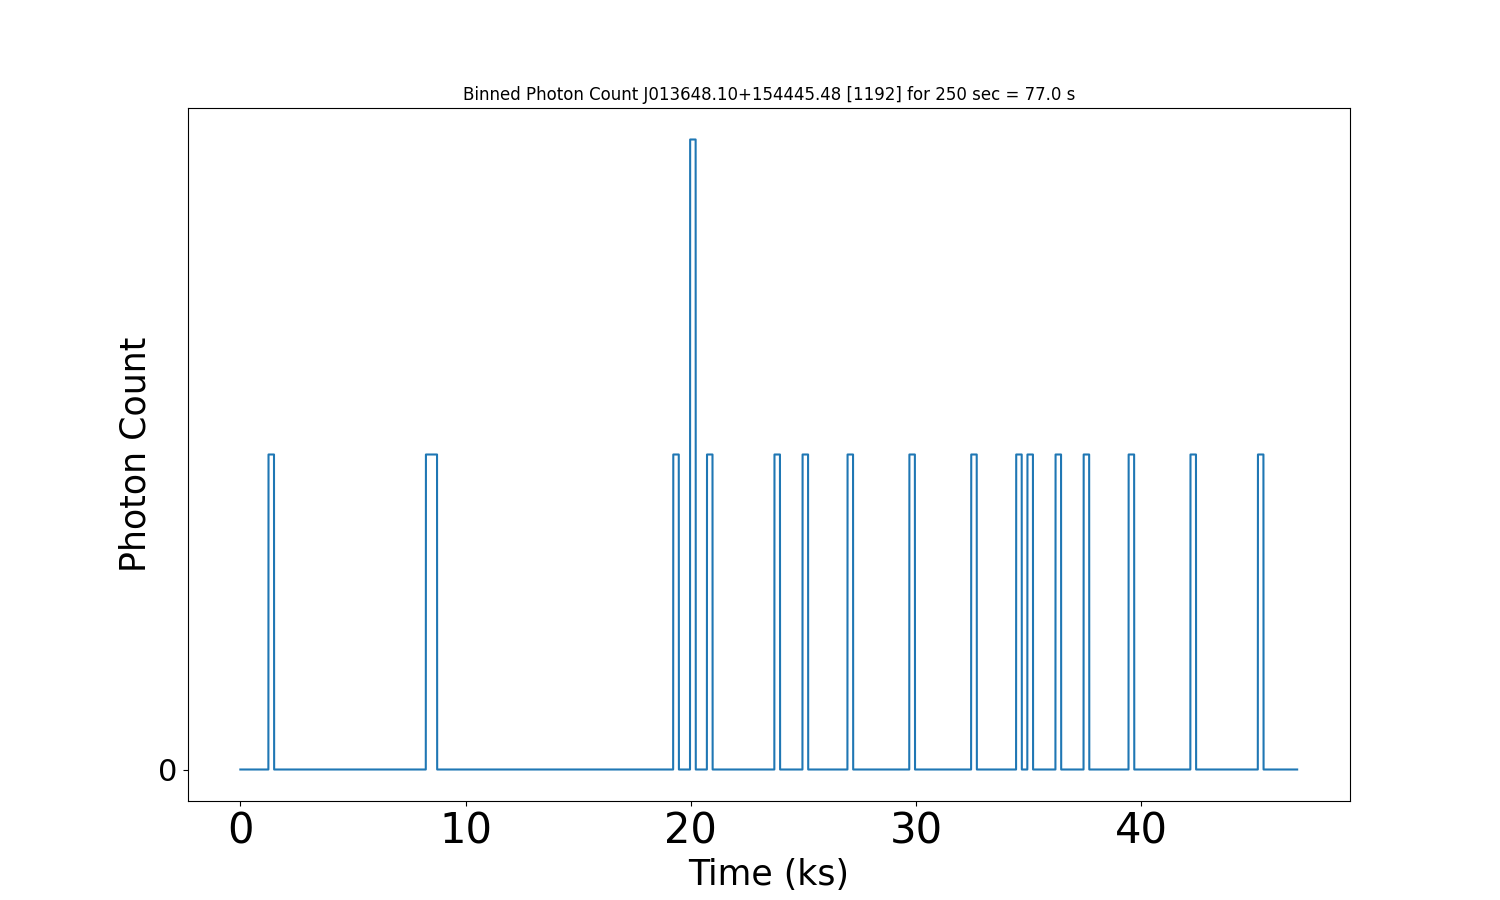 Binned Photon Count J013648.10+154445.48 [1192] for 250 sec = 77.0 s
Photon Count
0
0 10 20 30 40
Time (ks)